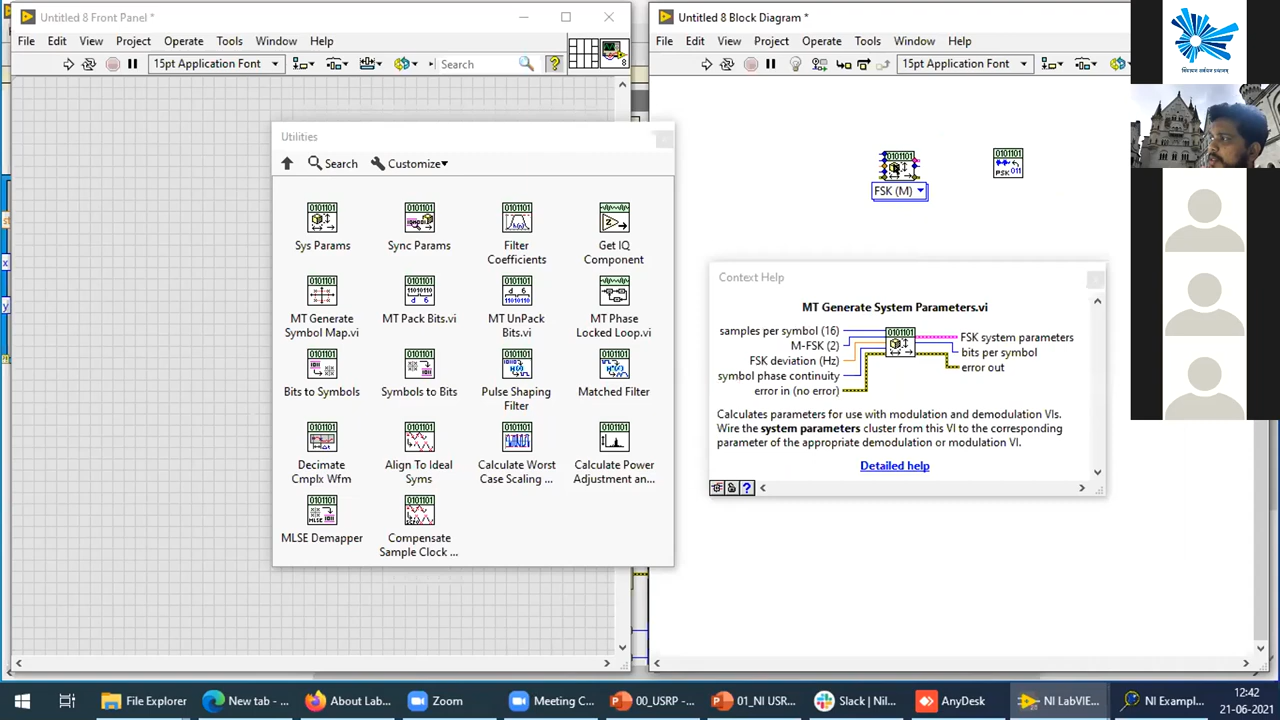 Untitled 8 Front Panel *
File Edit View Project Operate Tools Window Help
15pt Application Font
Search
8
Untitled 8 Block Diagram *
File Edit View Project Operate Tools Window Help
15pt Application Font
Utilities
Search Customize
Sys Params
Sync Params
Filter
Coefficients
Get IQ
Component
MT Generate
Symbol Map.vi
MT Pack Bits.vi
MT UnPack
Bits.vi
MT Phase
Locked Loop.vi
Bits to Symbols
Symbols to Bits
Pulse Shaping
Filter
Matched Filter
Decimate
Cmplx Wfm
Align To Ideal
Syms
Calculate Worst
Case Scaling ...
Calculate Power
Adjustment an...
MLSE Demapper
Compensate
Sample Clock ...
0101101
FSK (M)
0101101
PSK 011
Context Help
MT Generate System Parameters.vi
samples per symbol (16)
M-FSK (2)
FSK deviation (Hz)
symbol phase continuity
error in (no error)
0101101
FSK system parameters
bits per symbol
error out
Calculates parameters for use with modulation and demodulation VIs.
Wire the system parameters cluster from this VI to the corresponding
parameter of the appropriate demodulation or modulation VI.
Detailed help
File Explorer
New tab - ...
About Lab...
Zoom
Meeting C...
00_USRP -...
01_NI USR...
Slack | Nil...
AnyDesk
NI LabVIE...
NI Exampl...
12:42
21-06-2021